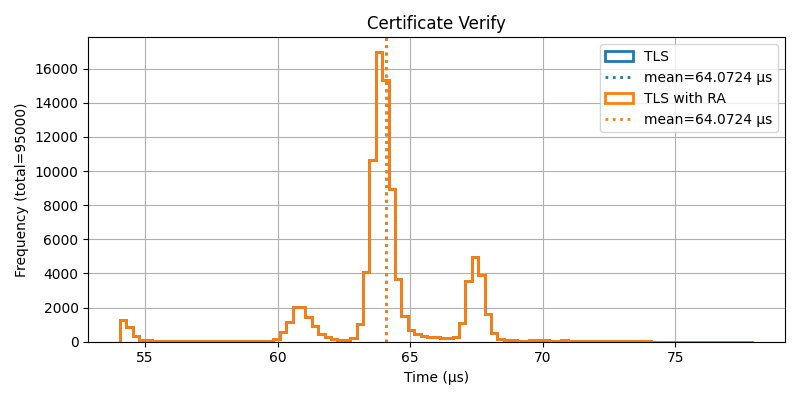 Certificate Verify
TLS
mean=64.0724 µs
TLS with RA
mean=64.0724 µs
Frequency (total=95000)
16000
14000
12000
10000
8000
6000
4000
2000
0
55
60
65
70
75
Time (µs)